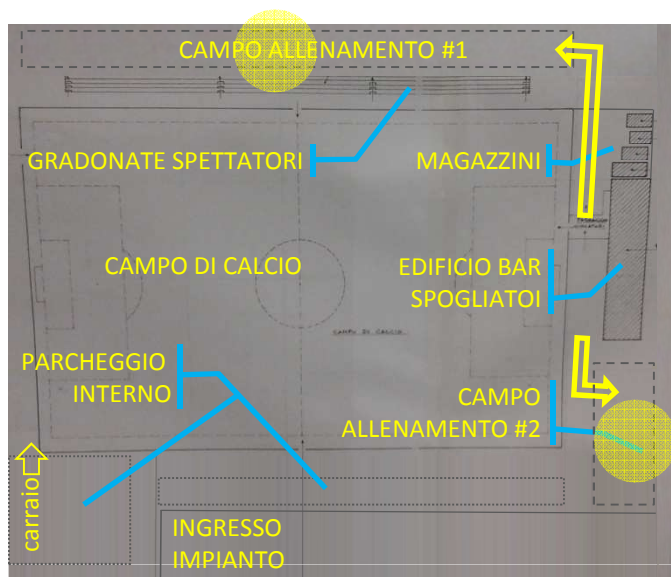 CAMPO ALLENAMENTO #1
GRADONATE SPETTATORI
MAGAZZINI
CAMPO DI CALCIO
EDIFICIO BAR
SPOGLIATOI
CAMPO DI CALCIO
PARCHEGGIO
INTERNO
CAMPO
ALLENAMENTO #2
carraio
INGRESSO
IMPIANTO